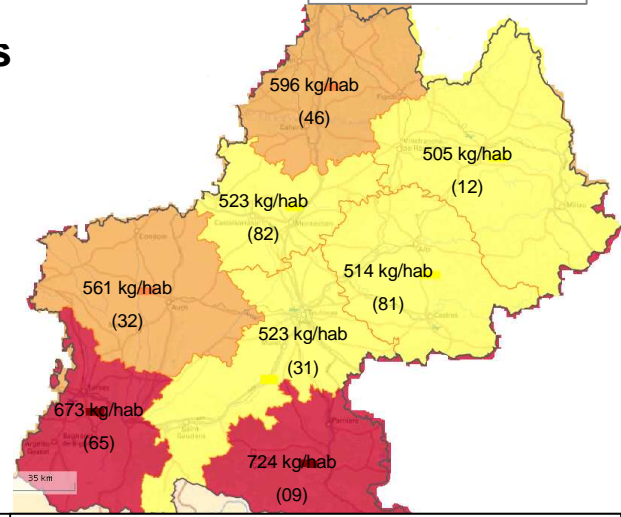 s
596 kg/hab
(46)
505 kg/hab
(12)
523 kg/hab
(82)
514 kg/hab
(81)
561 kg/hab
(32)
523 kg/hab
(31)
673 kg/hab
(65)
724 kg/hab
(09)
35 km